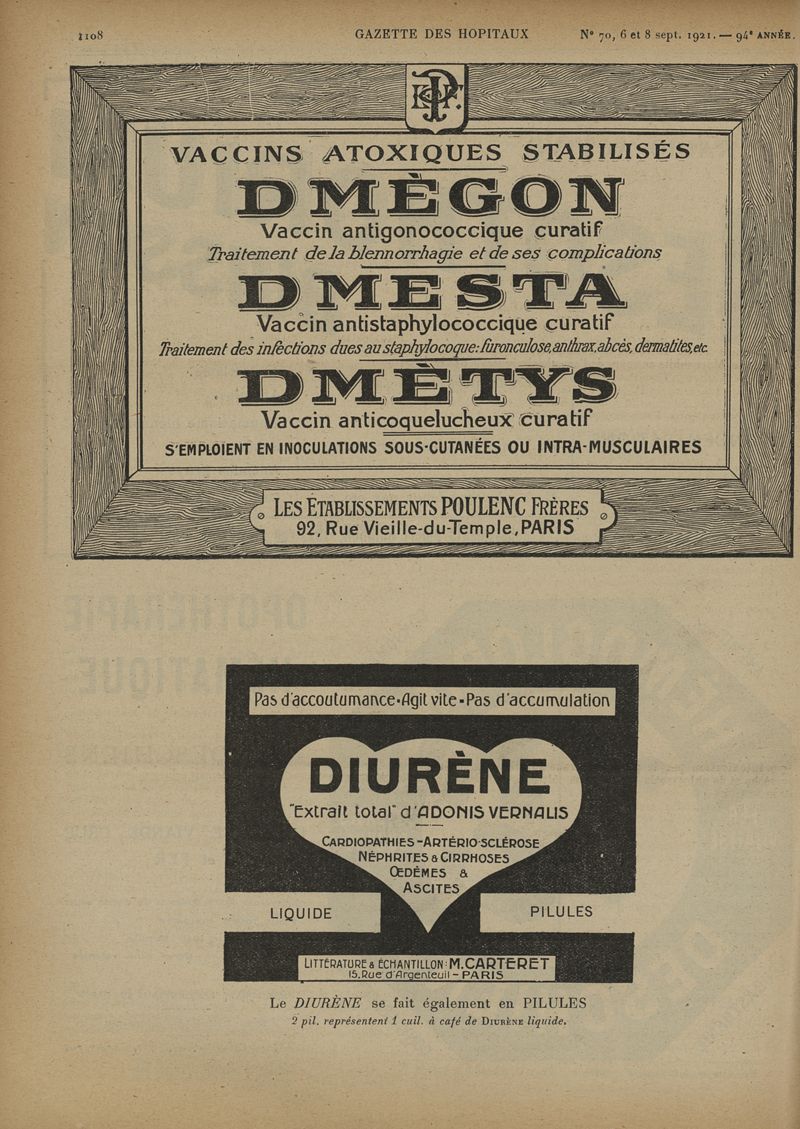 1108 GAZETTE DES HOPITAUX N° 70, 6 et 8 sept. 1921. — 94e ANNÉE.
VACCINS ATOXIQUES STABILISÉS
DMÈGON
Vaccin antigonococcique curatif
Traitement de la blennorrhagie et de ses complications
DMESTA
Vaccin antistaphylococcique curatif
Traitement des infections dues au staphylocoque: furonculose, anthrax, abcès, dermatites, etc.
DMÈTYS
Vaccin anticoquelucheux curatif
S'EMPLOIENT EN INOCULATIONS SOUS-CUTANÉES OU INTRA-MUSCULAIRES
LES ÉTABLISSEMENTS POULENC FRÈRES
92, Rue Vieille-du-Temple, PARIS
Pas d'accoutumance•Agit vite•Pas d'accumulation
DIURÈNE
"Extrait total" d'ADONIS VERNALIS
CARDIOPATHIES-ARTÉRIO-SCLÉROSE
NÉPHRITES & CIRRHOSES
ŒDÈMES &
ASCITES
LIQUIDE PILULES
LITTÉRATURE & ÉCHANTILLON: M. CARTERET
15, Rue d'Argenteuil - PARIS
Le DIURÈNE se fait également en PILULES
2 pil. représentent 1 cuil. à café de DIURÈNE liquide.